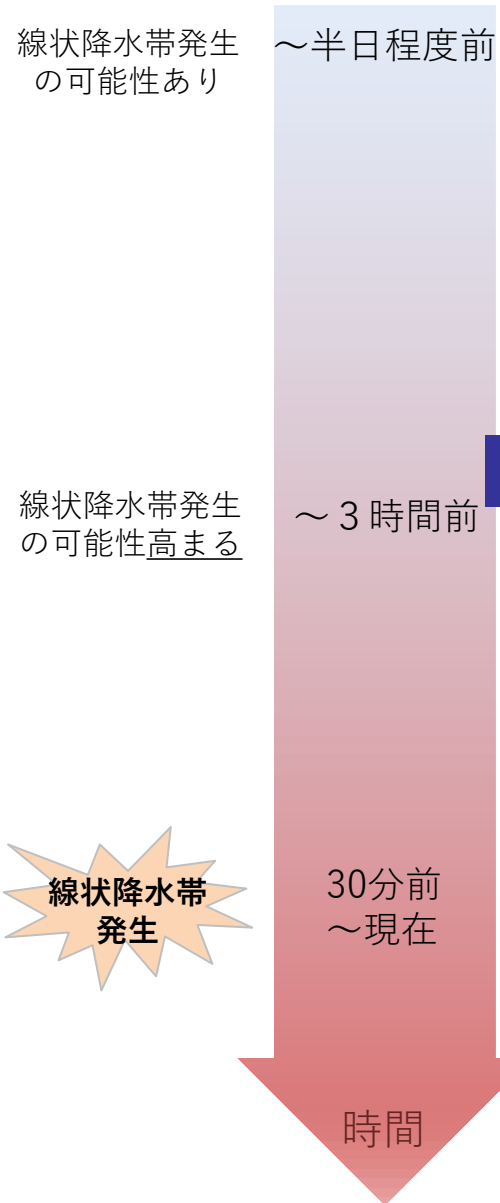 線状降水帯発生
の可能性あり
～半日程度前
線状降水帯発生
の可能性高まる
～３時間前
線状降水帯
発生
30分前
～現在
時間